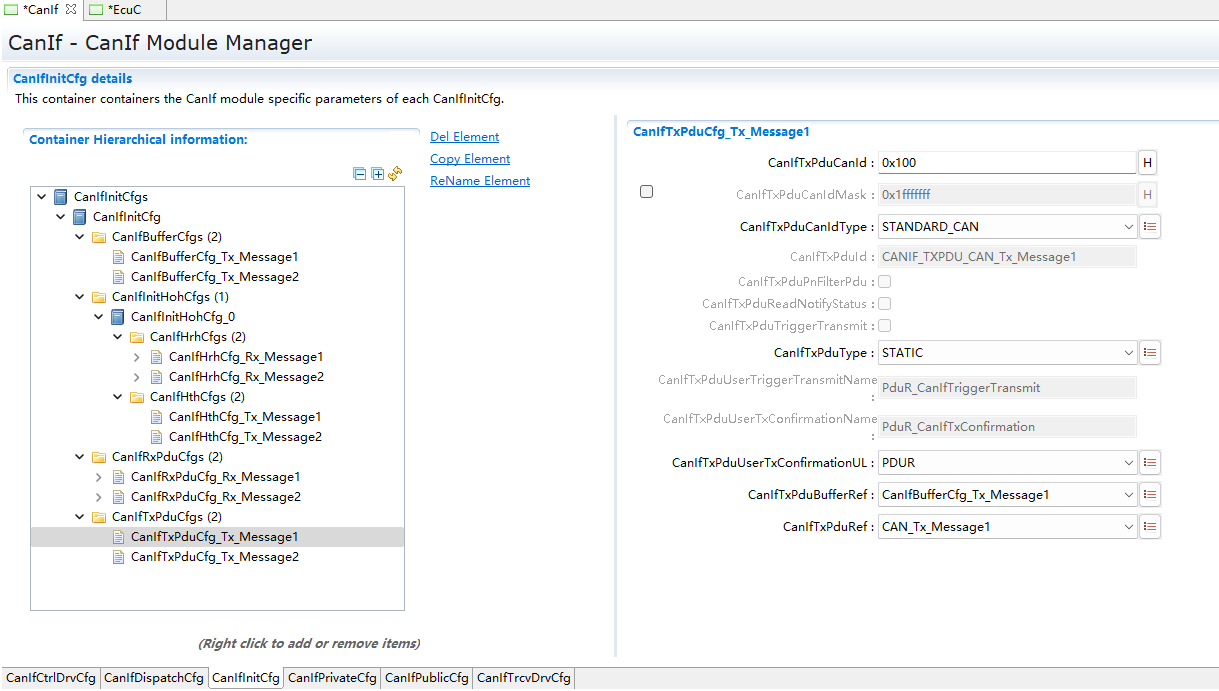 *CanIf
*EcuC
CanIf - CanIf Module Manager
CanIfInitCfg details
This container containers the CanIf module specific parameters of each CanIfInitCfg.
Container Hierarchical information:
Del Element
Copy Element
ReName Element
CanIfInitCfgs
CanIfInitCfg
CanIfBufferCfgs (2)
CanIfBufferCfg_Tx_Message1
CanIfBufferCfg_Tx_Message2
CanIfInitHohCfgs (1)
CanIfInitHohCfg_0
CanIfHrhCfgs (2)
CanIfHrhCfg_Rx_Message1
CanIfHrhCfg_Rx_Message2
CanIfHthCfgs (2)
CanIfHthCfg_Tx_Message1
CanIfHthCfg_Tx_Message2
CanIfRxPduCfgs (2)
CanIfRxPduCfg_Rx_Message1
CanIfRxPduCfg_Rx_Message2
CanIfTxPduCfgs (2)
CanIfTxPduCfg_Tx_Message1
CanIfTxPduCfg_Tx_Message2
(Right click to add or remove items)
CanIfTxPduCfg_Tx_Message1
CanIfTxPduCanId : 0x100 H
CanIfTxPduCanIdMask : 0x1fffffff H
CanIfTxPduCanIdType : STANDARD_CAN
CanIfTxPduId : CANIF_TXPDU_CAN_Tx_Message1
CanIfTxPduPnFilterPdu :
CanIfTxPduReadNotifyStatus :
CanIfTxPduTriggerTransmit :
CanIfTxPduType : STATIC
CanIfTxPduUserTriggerTransmitName : PduR_CanIfTriggerTransmit
CanIfTxPduUserTxConfirmationName : PduR_CanIfTxConfirmation
CanIfTxPduUserTxConfirmationUL : PDUR
CanIfTxPduBufferRef : CanIfBufferCfg_Tx_Message1
CanIfTxPduRef : CAN_Tx_Message1
CanIfCtrlDrvCfg CanIfDispatchCfg CanIfInitCfg CanIfPrivateCfg CanIfPublicCfg CanIfTrcvDrvCfg